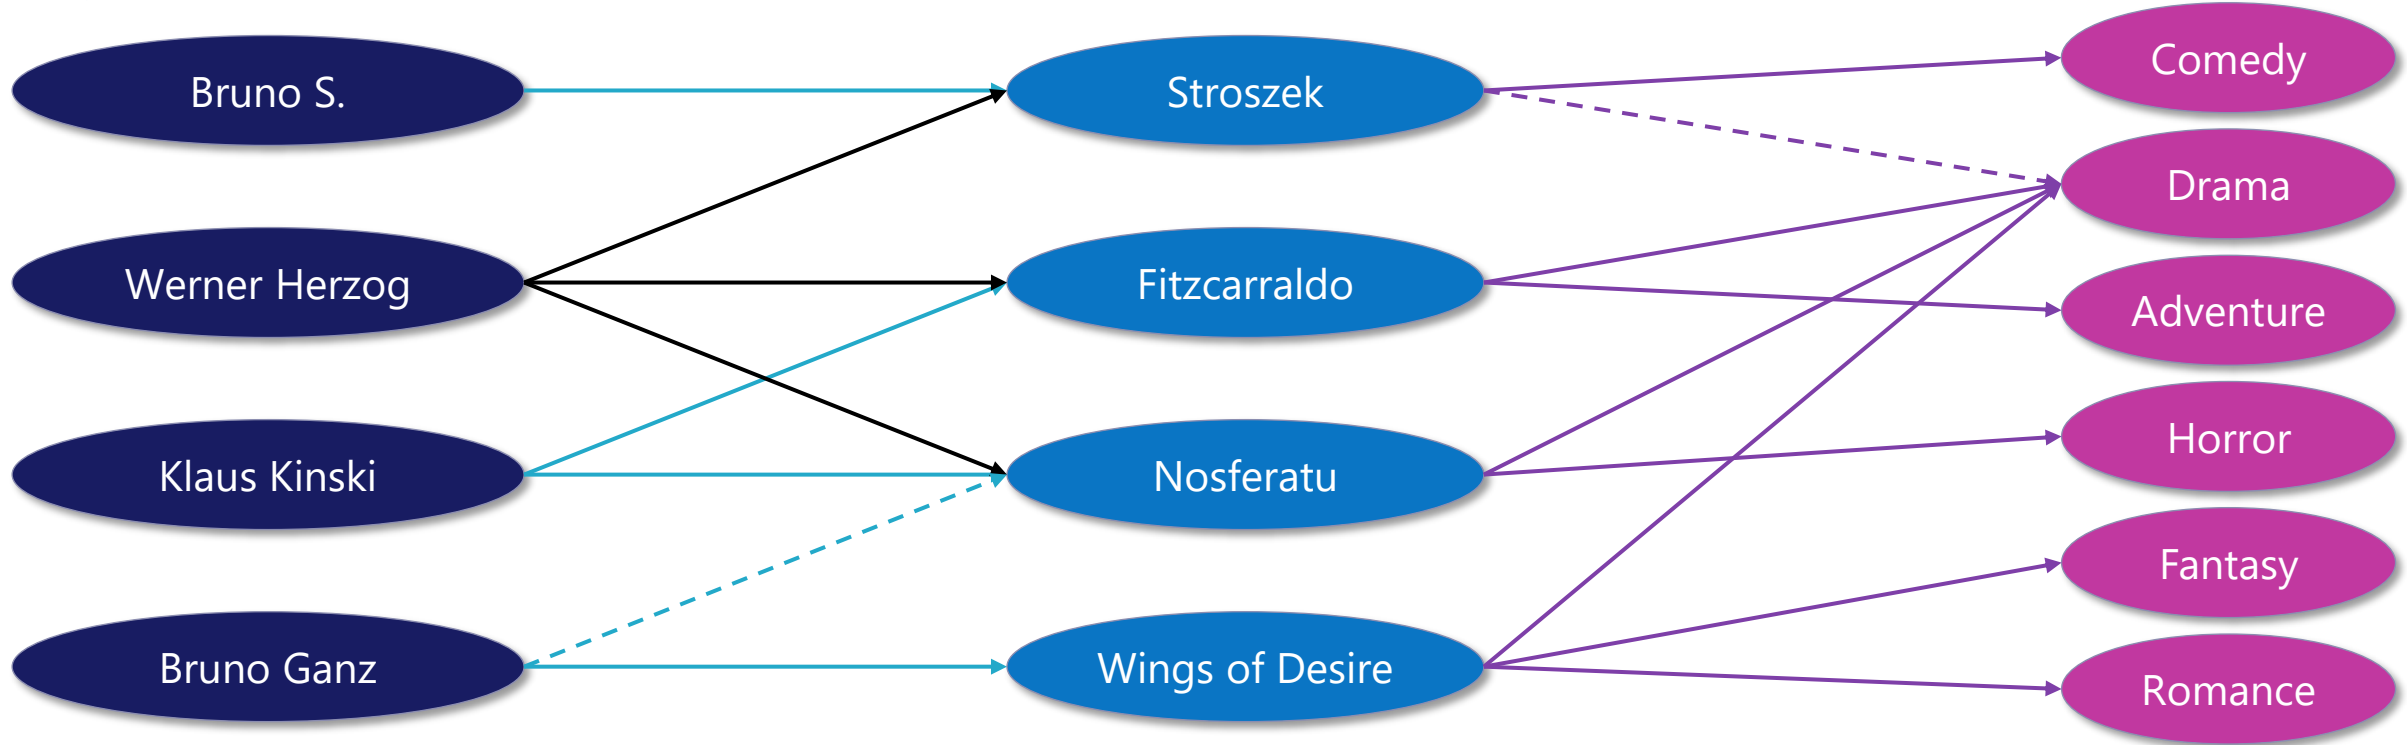 Bruno S.
Werner Herzog
Klaus Kinski
Bruno Ganz
Stroszek
Fitzcarraldo
Nosferatu
Wings of Desire
Comedy
Drama
Adventure
Horror
Fantasy
Romance